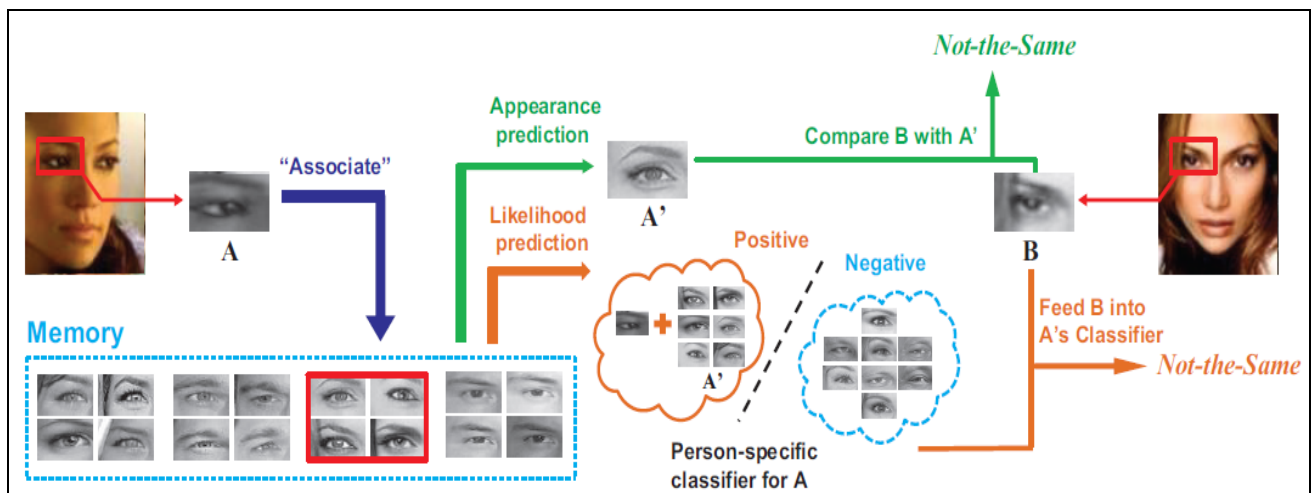 Not-the-Same
Appearance
prediction
Compare B with A’
“Associate”
A’
A
B
Likelihood
prediction
Positive
Negative
Feed B into
A’s Classifier
Memory
Not-the-Same
A’
Person-specific
classifier for A